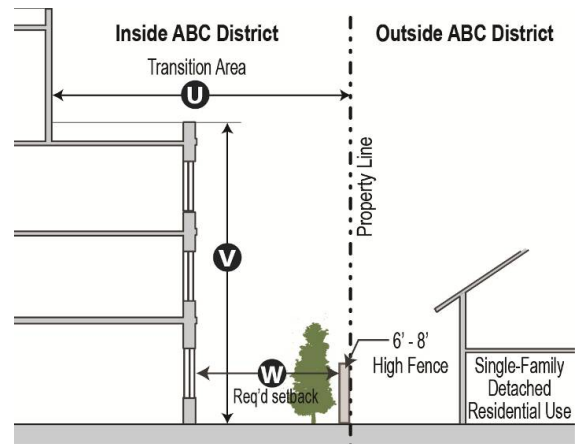 Inside ABC District
Outside ABC District
Transition Area
U
Property Line
V
W
Req'd setback
6' - 8'
High Fence
Single-Family
Detached
Residential Use